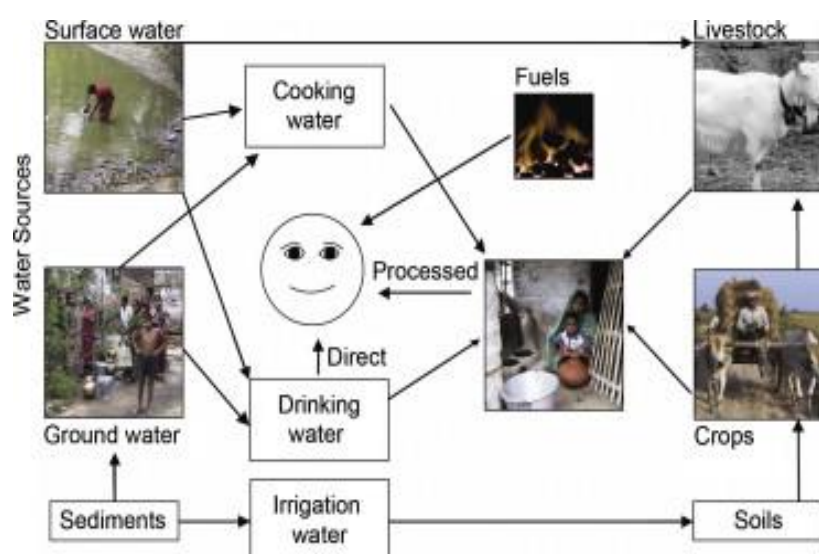 Surface water
Livestock
Fuels
Cooking
water
Water Sources
Processed
Direct
Drinking
water
Ground water
Crops
Sediments
Irrigation
water
Soils